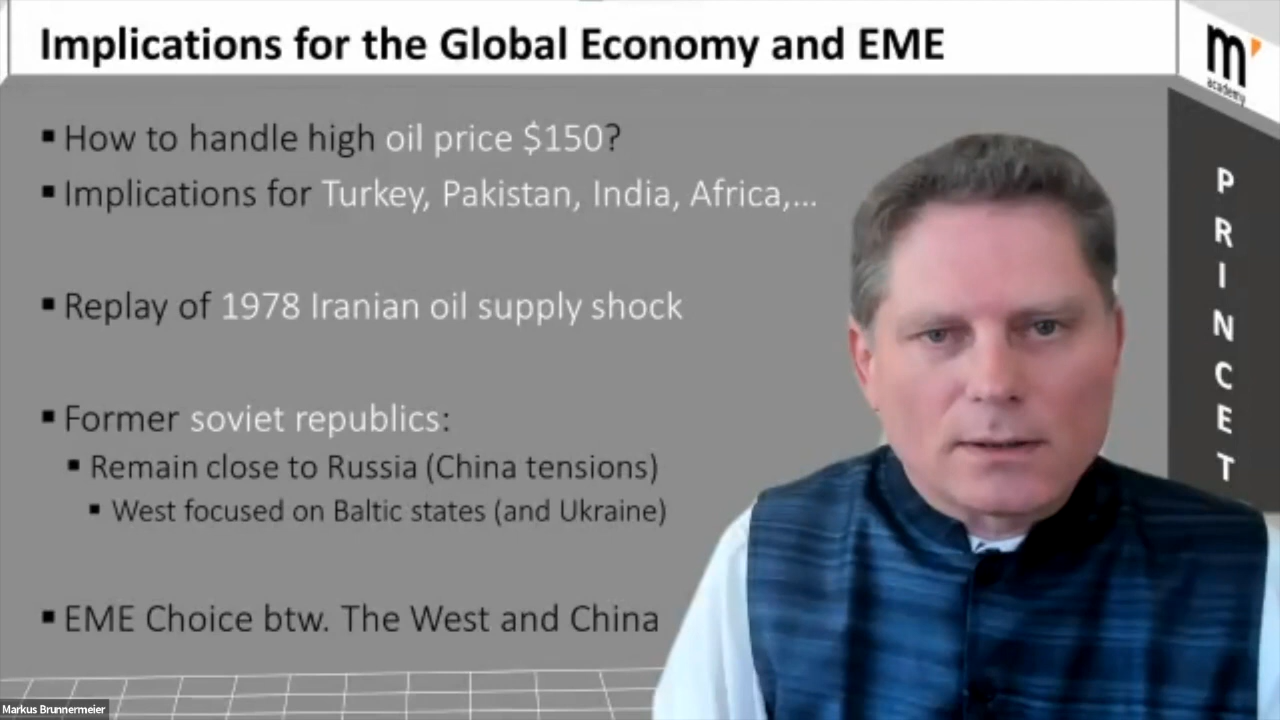 Implications for the Global Economy and EME
m'
academy
▪ How to handle high oil price $150?
▪ Implications for Turkey, Pakistan, India, Africa,...
▪ Replay of 1978 Iranian oil supply shock
▪ Former soviet republics:
▪ Remain close to Russia (China tensions)
▪ West focused on Baltic states (and Ukraine)
▪ EME Choice btw. The West and China
P
R
I
N
C
E
T
Markus Brunnermeier